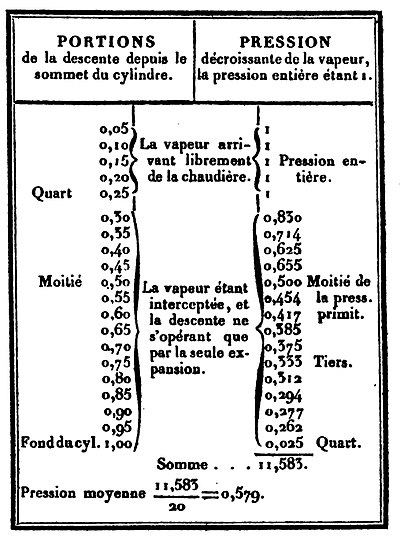 PORTIONS
de la descente depuis le
sommet du cylindre.
PRESSION
décroissante de la vapeur,
la pression entière étant 1.
0,05 1
0,10 La vapeur arri- 1
0,15 vant librement 1 Pression en-
0,20 de la chaudière. 1 tière.
Quart 0,25 1
0,30 0,830
0,35 0,714
0,40 0,625
0,45 0,655
Moitié 0,50 La vapeur étant 0,500 Moitié de
0,55 interceptée, et 0,454 la press.
0,60 la descente ne 0,417 primit.
0,65 s'opérant que 0,385
0,70 par la seule ex- 0,375
0,75 pansion. 0,333 Tiers.
0,80 0,312
0,85 0,294
0,90 0,277
0,95 0,262
Fond du cyl. 1,00 0,025 Quart.
Somme . . . 11,583.
Pression moyenne 11,583/20 = 0,579.